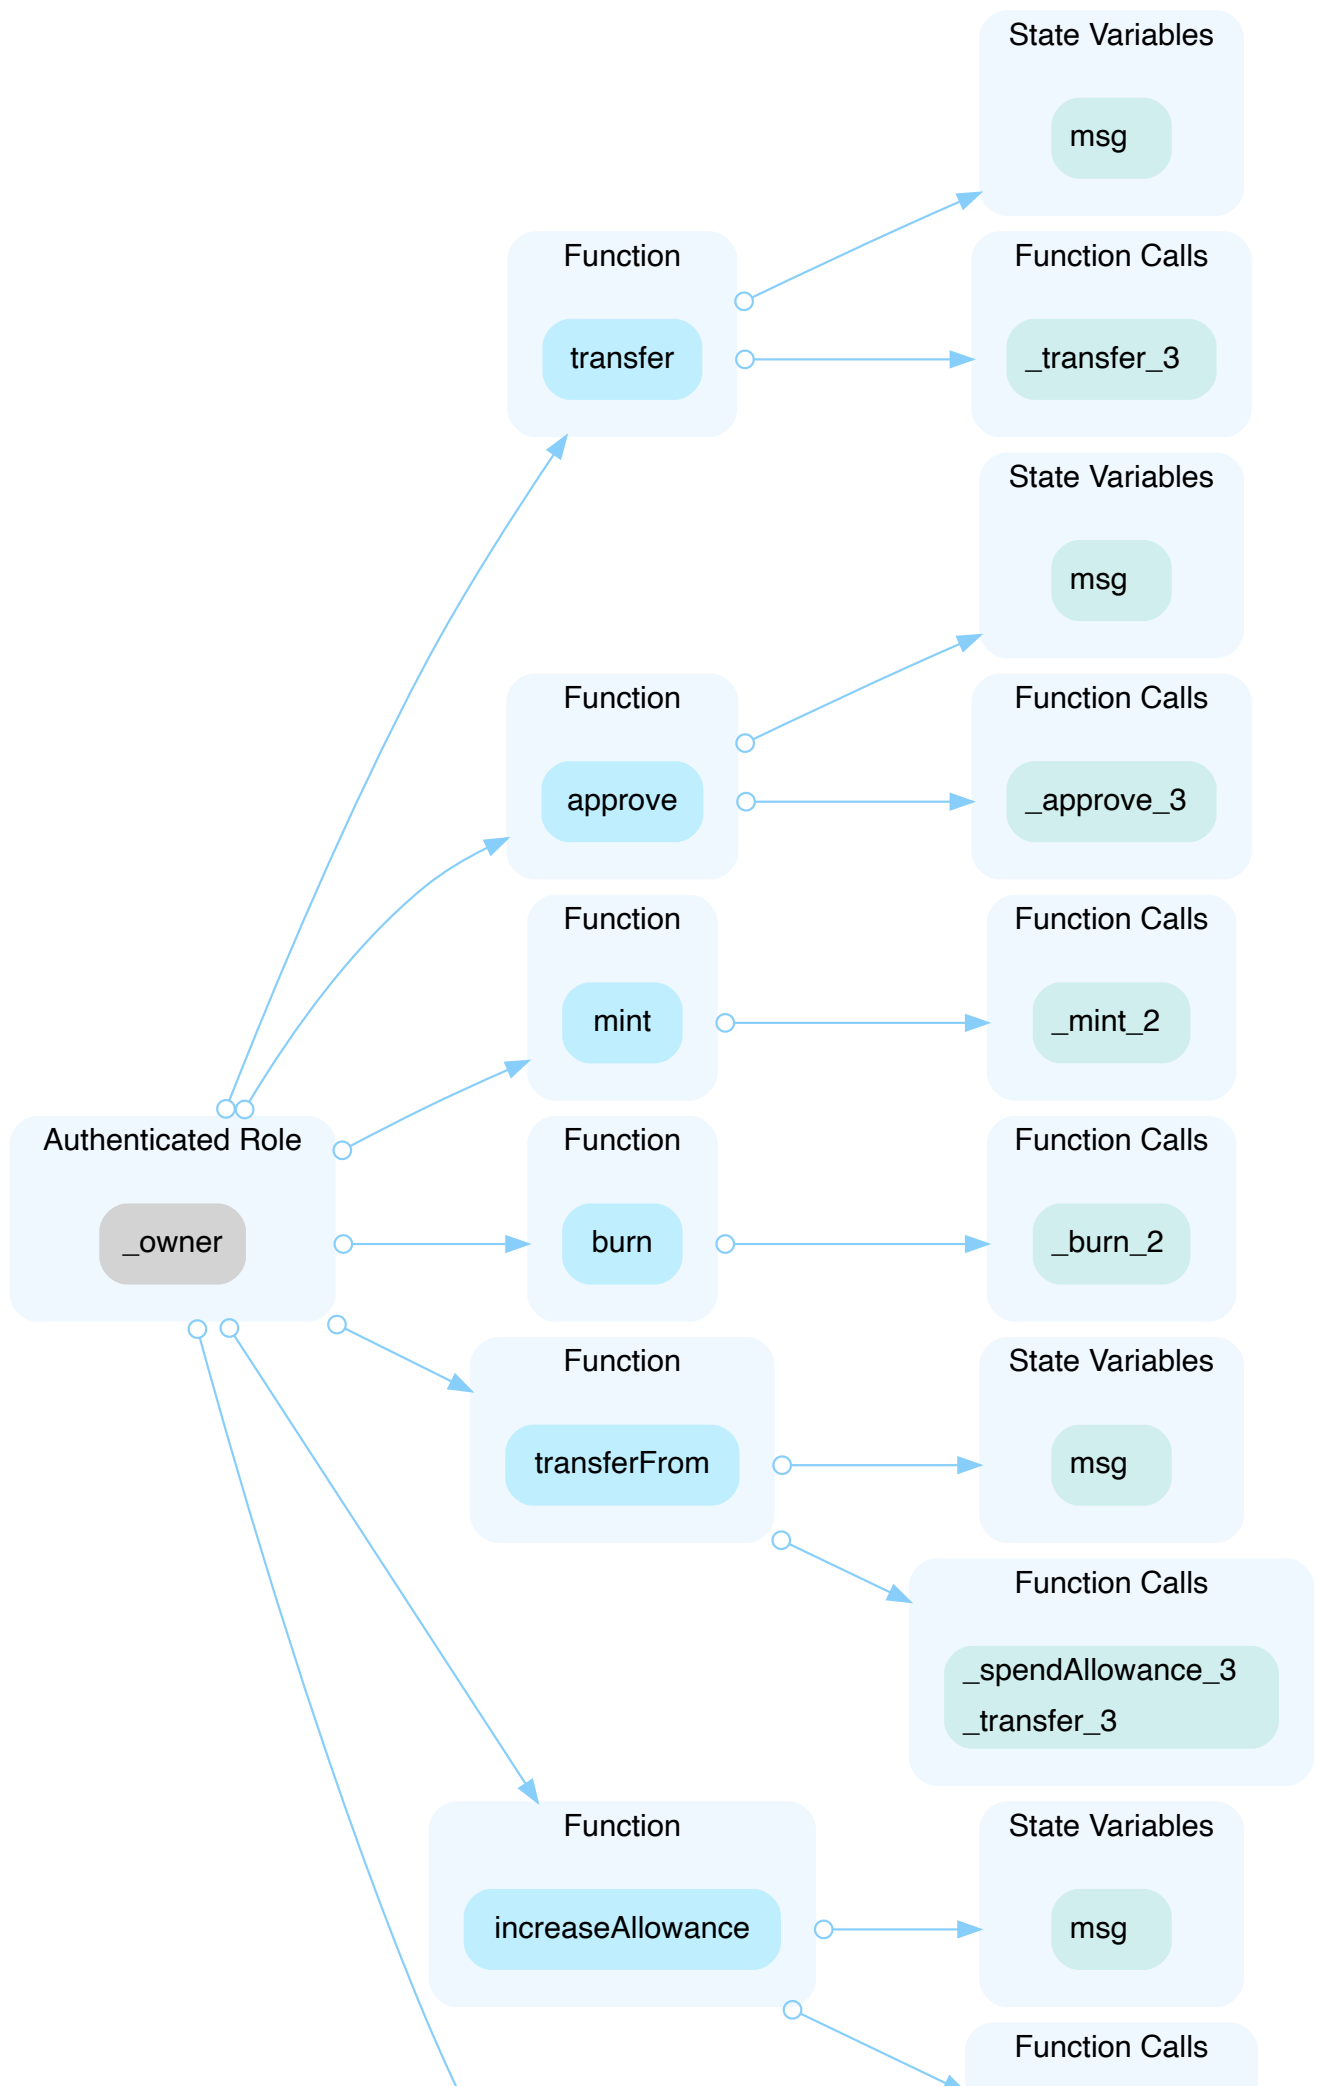 State Variables
msg
Function
transfer
Function Calls
_transfer_3
State Variables
msg
Function
approve
Function Calls
_approve_3
Function
mint
Function Calls
_mint_2
Authenticated Role
_owner
Function
burn
Function Calls
_burn_2
Function
transferFrom
State Variables
msg
Function Calls
_spendAllowance_3
_transfer_3
Function
increaseAllowance
State Variables
msg
Function Calls